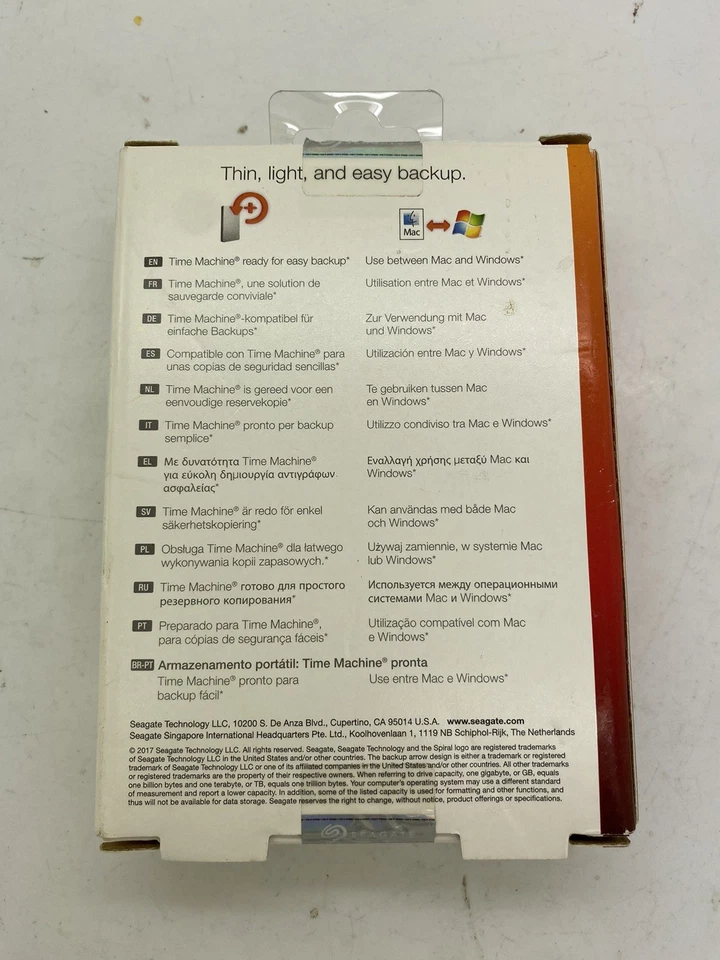 Thin, light, and easy backup.
Mac
EN Time Machine® ready for easy backup* Use between Mac and Windows*
FR Time Machine®, une solution de Utilisation entre Mac et Windows*
sauvegarde conviviale*
DE Time Machine®-kompatibel für Zur Verwendung mit Mac
einfache Backups* und Windows*
ES Compatible con Time Machine® para Utilización entre Mac y Windows*
unas copias de seguridad sencillas*
NL Time Machine® is gereed voor een Te gebruiken tussen Mac
eenvoudige reservekopie* en Windows*
IT Time Machine® pronto per backup Utilizzo condiviso tra Mac e Windows*
semplice*
EL Με δυνατότητα Time Machine® Εναλλαγή χρήσης μεταξύ Mac και
για εύκολη δημιουργία αντιγράφων Windows*
ασφαλείας*
SV Time Machine® är redo för enkel Kan användas med både Mac
säkerhetskopiering* och Windows*
PL Obsługa Time Machine® dla łatwego Używaj zamiennie, w systemie Mac
wykonywania kopii zapasowych.* lub Windows*
RU Time Machine® готово для простого Используется между операционными
резервного копирования* системами Mac и Windows*
PT Preparado para Time Machine®, Utilização compatível com Mac
para cópias de segurança fáceis* e Windows*
BR-PT Armazenamento portátil: Time Machine® pronta
Time Machine® pronto para Use entre Mac e Windows*
backup fácil*
Seagate Technology LLC, 10200 S. De Anza Blvd., Cupertino, CA 95014 U.S.A. www.seagate.com
Seagate Singapore International Headquarters Pte. Ltd., Koolhovenlaan 1, 1119 NB Schiphol-Rijk, The Netherlands
© 2017 Seagate Technology LLC. All rights reserved. Seagate, Seagate Technology and the Spiral logo are registered trademarks
of Seagate Technology LLC in the United States and/or other countries. The backup arrow design is either a trademark or registered
trademark of Seagate Technology LLC or one of its affiliated companies in the United States and/or other countries. All other trademarks
or registered trademarks are the property of their respective owners. When referring to drive capacity, one gigabyte, or GB, equals
one billion bytes and one terabyte, or TB, equals one trillion bytes. Your computer's operating system may use a different standard
of measurement and report a lower capacity. In addition, some of the listed capacity is used for formatting and other functions, and
thus will not be available for data storage. Seagate reserves the right to change, without notice, product offerings or specifications.
SEAGATE